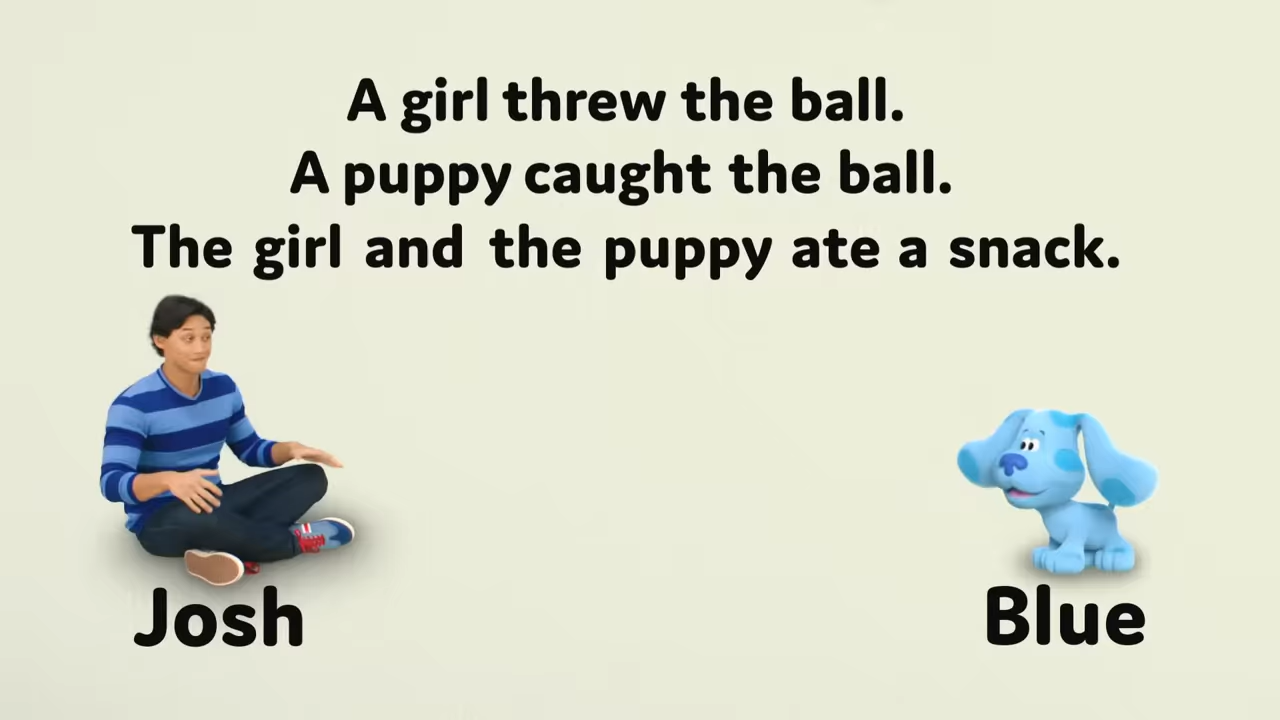 A girl threw the ball.
A puppy caught the ball.
The girl and the puppy ate a snack.
Josh
Blue